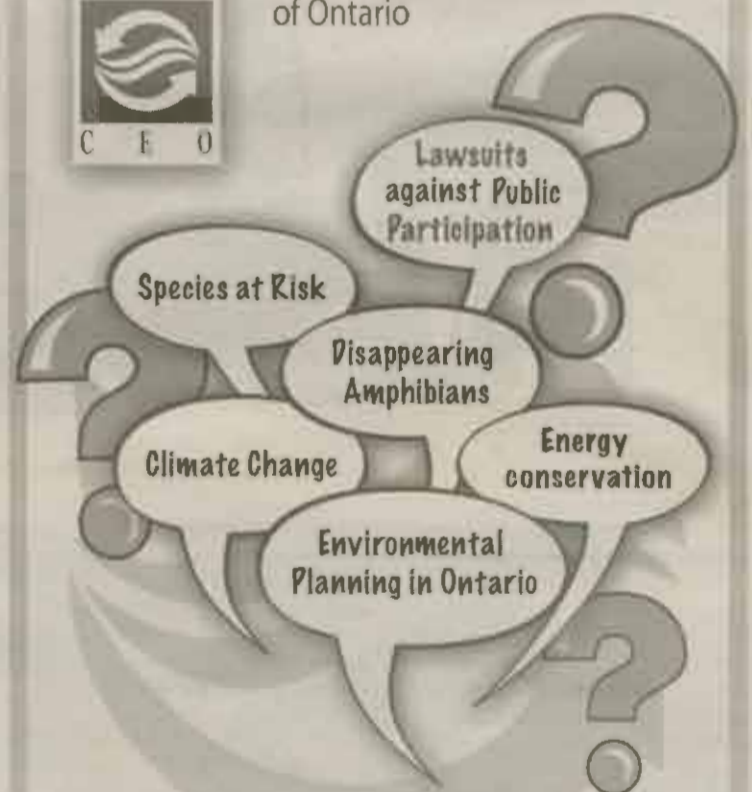 of Ontario
C E O
Lawsuits
against Public
Participation
Species at Risk
Disappearing
Amphibians
Climate Change
Energy
conservation
Environmental
Planning in Ontario